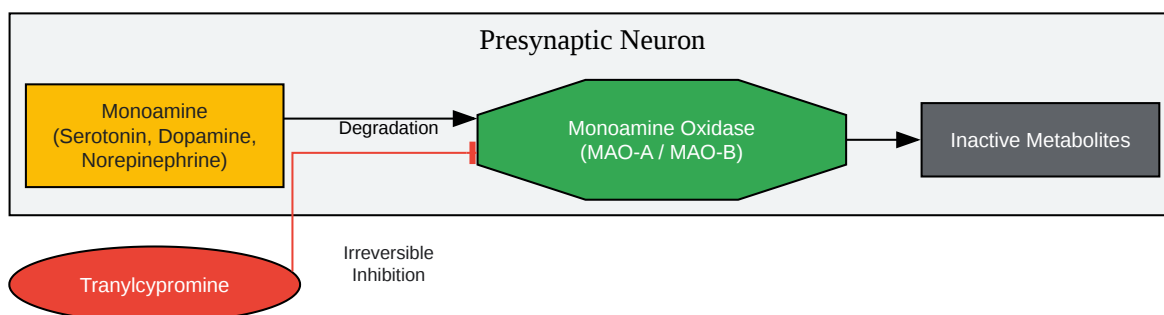 Presynaptic Neuron
Monoamine
(Serotonin, Dopamine,
Norepinephrine)
Degradation
Monoamine Oxidase
(MAO-A / MAO-B)
Inactive Metabolites
Irreversible
Inhibition
Tranylcypromine